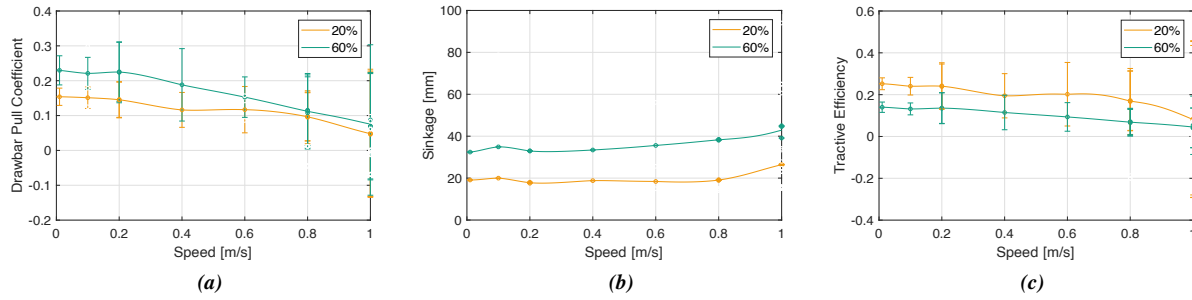 0.4
0.3
0.2
0.1
0
-0.1
-0.2
Drawbar Pull Coefficient
20%
60%
0 0.2 0.4 0.6 0.8 1
Speed [m/s]
(a)
100
80
60
40
20
0
Sinkage [mm]
20%
60%
0 0.2 0.4 0.6 0.8 1
Speed [m/s]
(b)
0.6
0.4
0.2
0
-0.2
-0.4
Tractive Efficiency
20%
60%
0 0.2 0.4 0.6 0.8 1
Speed [m/s]
(c)